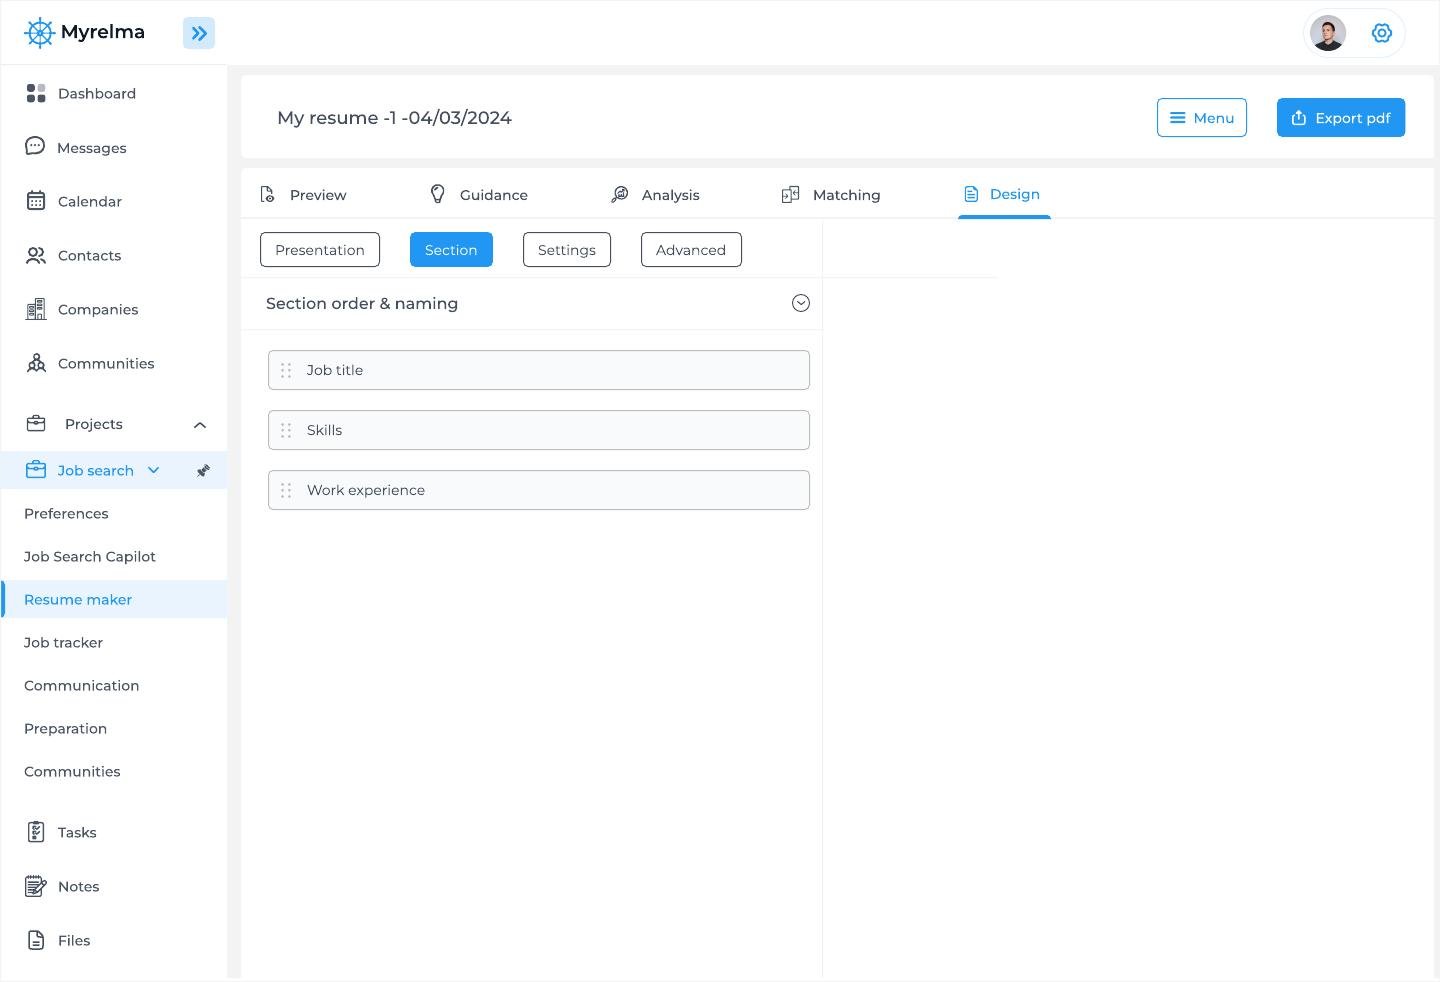 Myrelma
Dashboard
Messages
Calendar
Contacts
Companies
Communities
Projects
Job search
Preferences
Job Search Capilot
Resume maker
Job tracker
Communication
Preparation
Communities
Tasks
Notes
Files
My resume -1 -04/03/2024
Menu
Export pdf
Preview
Guidance
Analysis
Matching
Design
Presentation
Section
Settings
Advanced
Section order & naming
Job title
Skills
Work experience